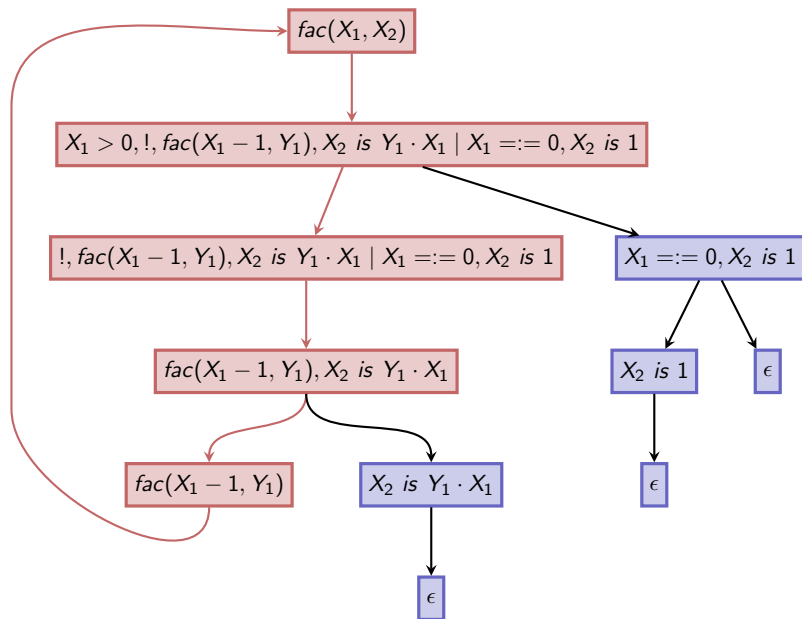 fac(X₁, X₂)
X₁ > 0, !, fac(X₁ − 1, Y₁), X₂ is Y₁ · X₁ | X₁ =:= 0, X₂ is 1
!, fac(X₁ − 1, Y₁), X₂ is Y₁ · X₁ | X₁ =:= 0, X₂ is 1
X₁ =:= 0, X₂ is 1
fac(X₁ − 1, Y₁), X₂ is Y₁ · X₁
X₂ is 1
ϵ
fac(X₁ − 1, Y₁)
X₂ is Y₁ · X₁
ϵ
ϵ